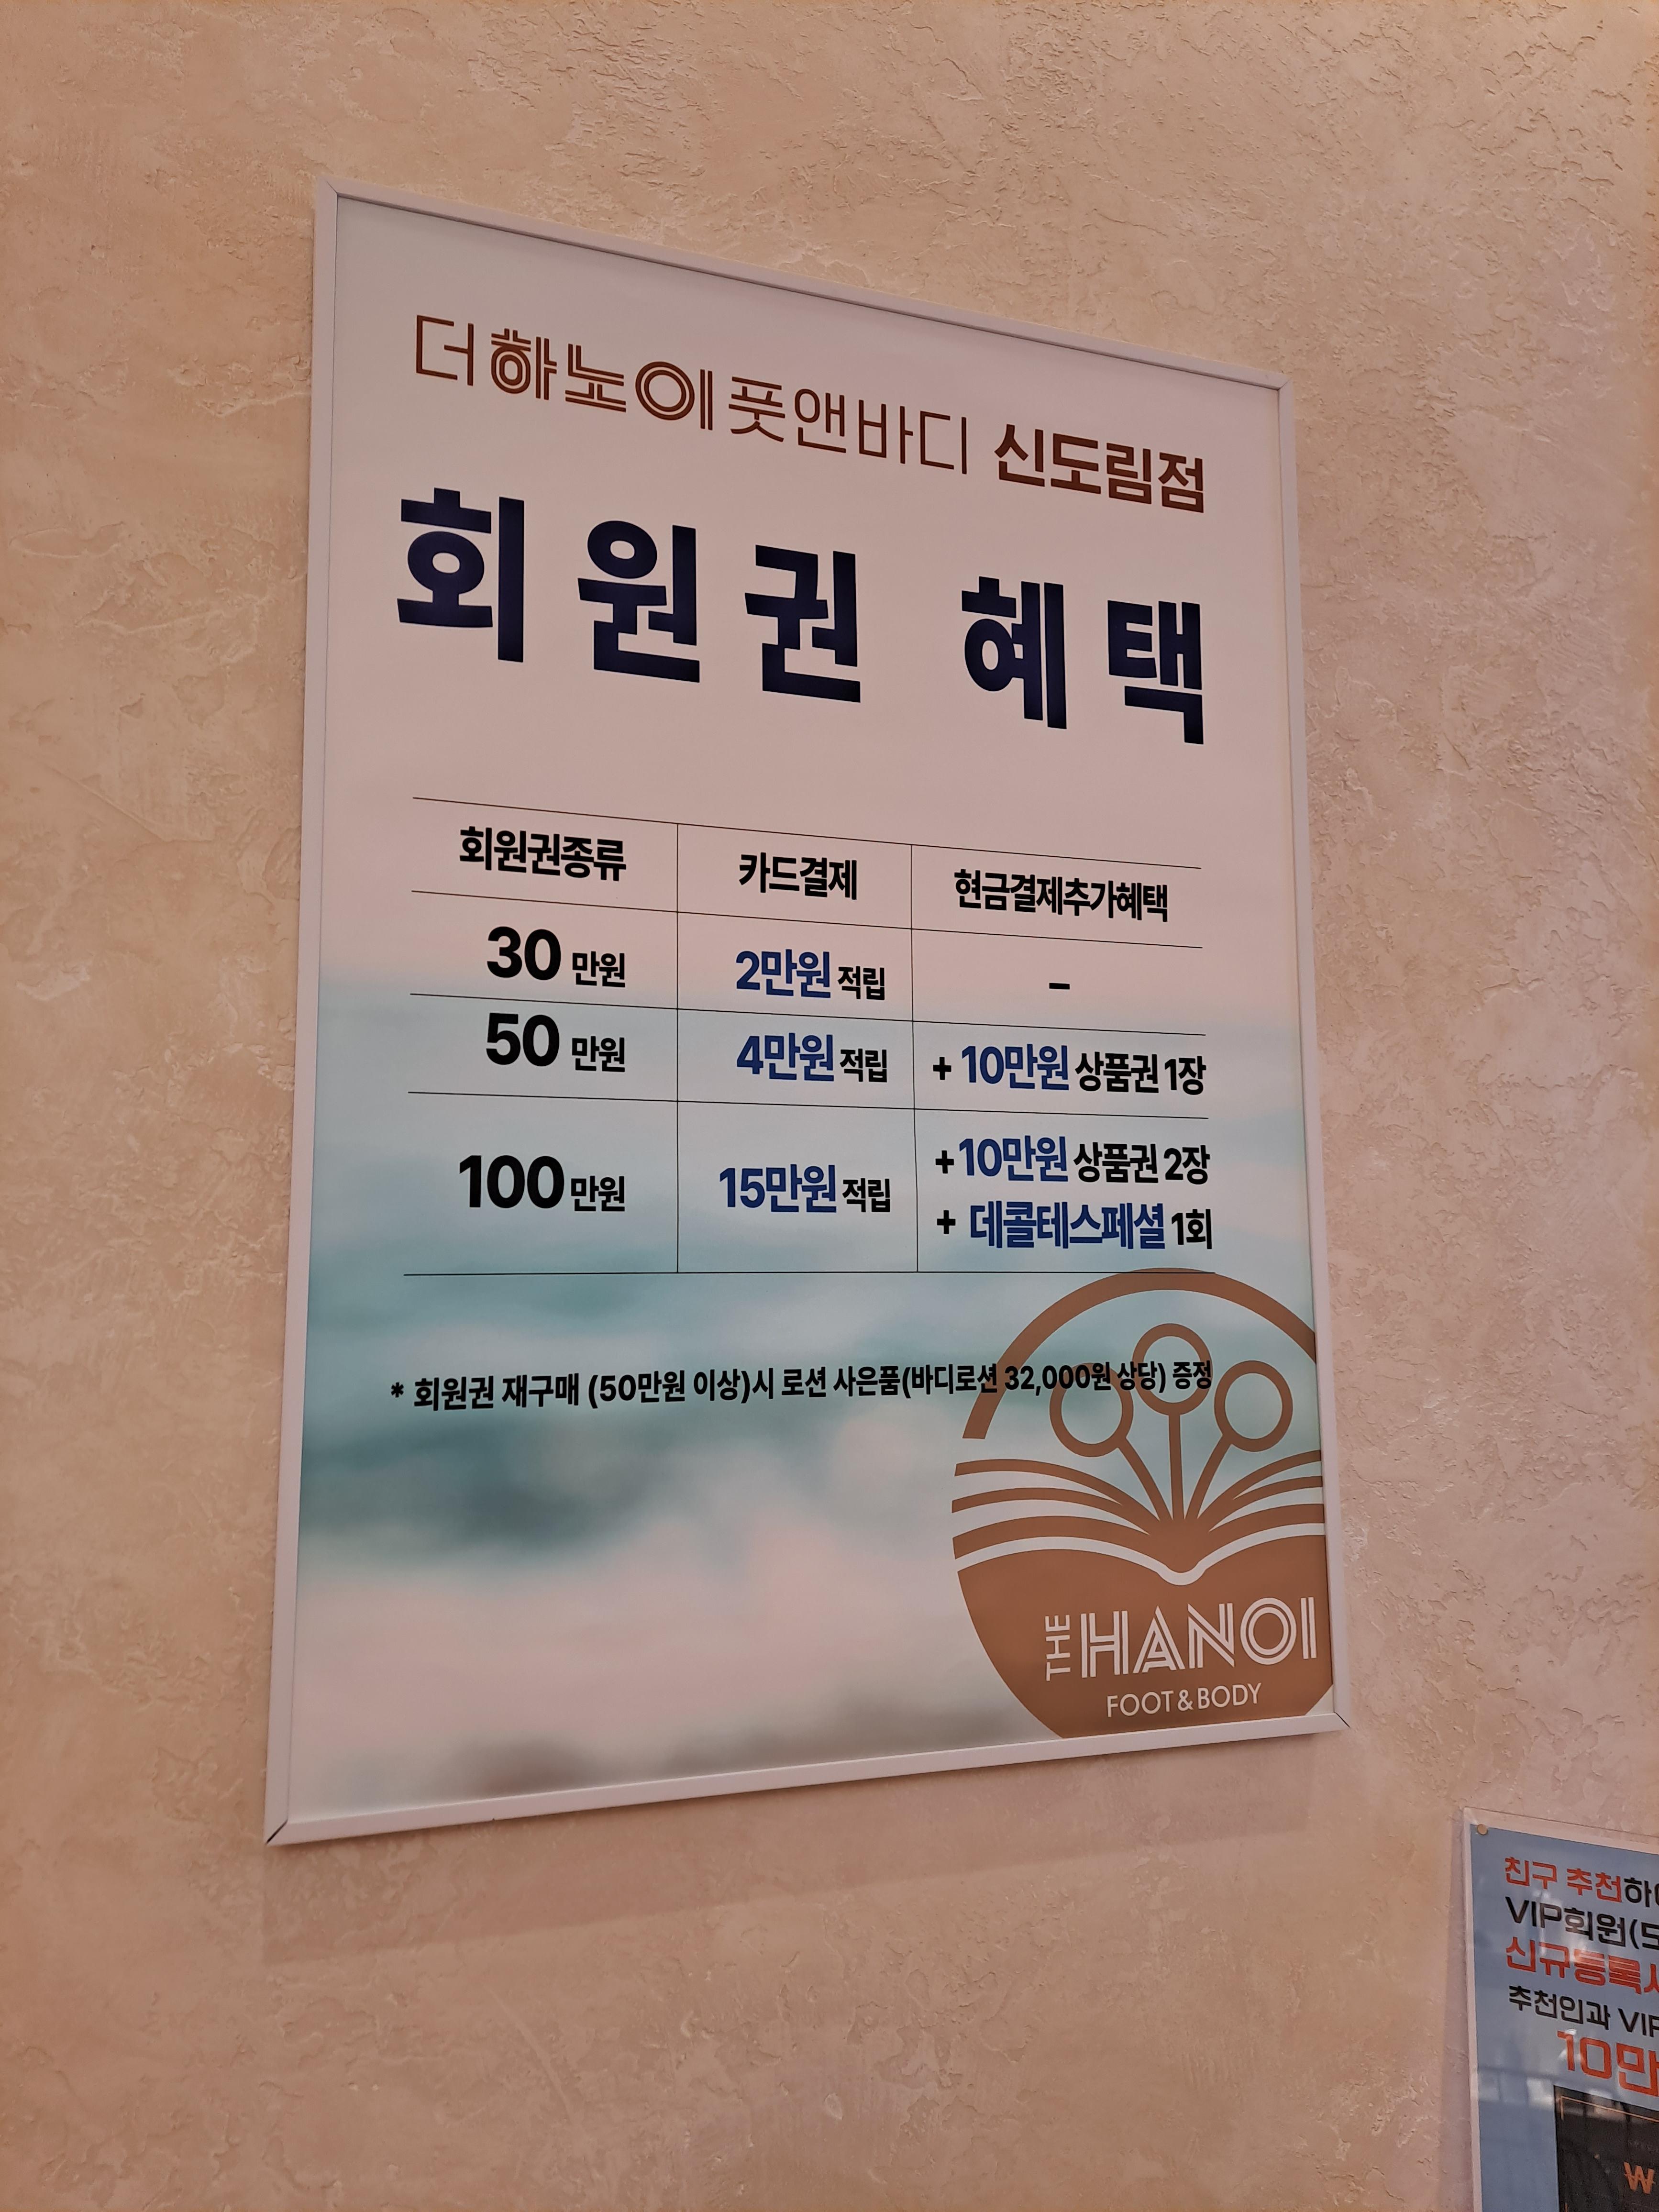 더하노이풋앤바디 신도림점
회원권 혜택
회원권종류 카드결제 현금결제추가혜택
30 만원 2만원 적립 –
50 만원 4만원 적립 + 10만원 상품권 1장
100만원 15만원 적립 +10만원 상품권 2장
+ 데콜테스페셜 1회
* 회원권 재구매 (50만원 이상)시 로션 사은품(바디로션 32,000원 상당) 증정
THE HANOI
FOOT & BODY
친구 추천하
VIP회원(
신규등록
추천인과 VIP
10만
₩